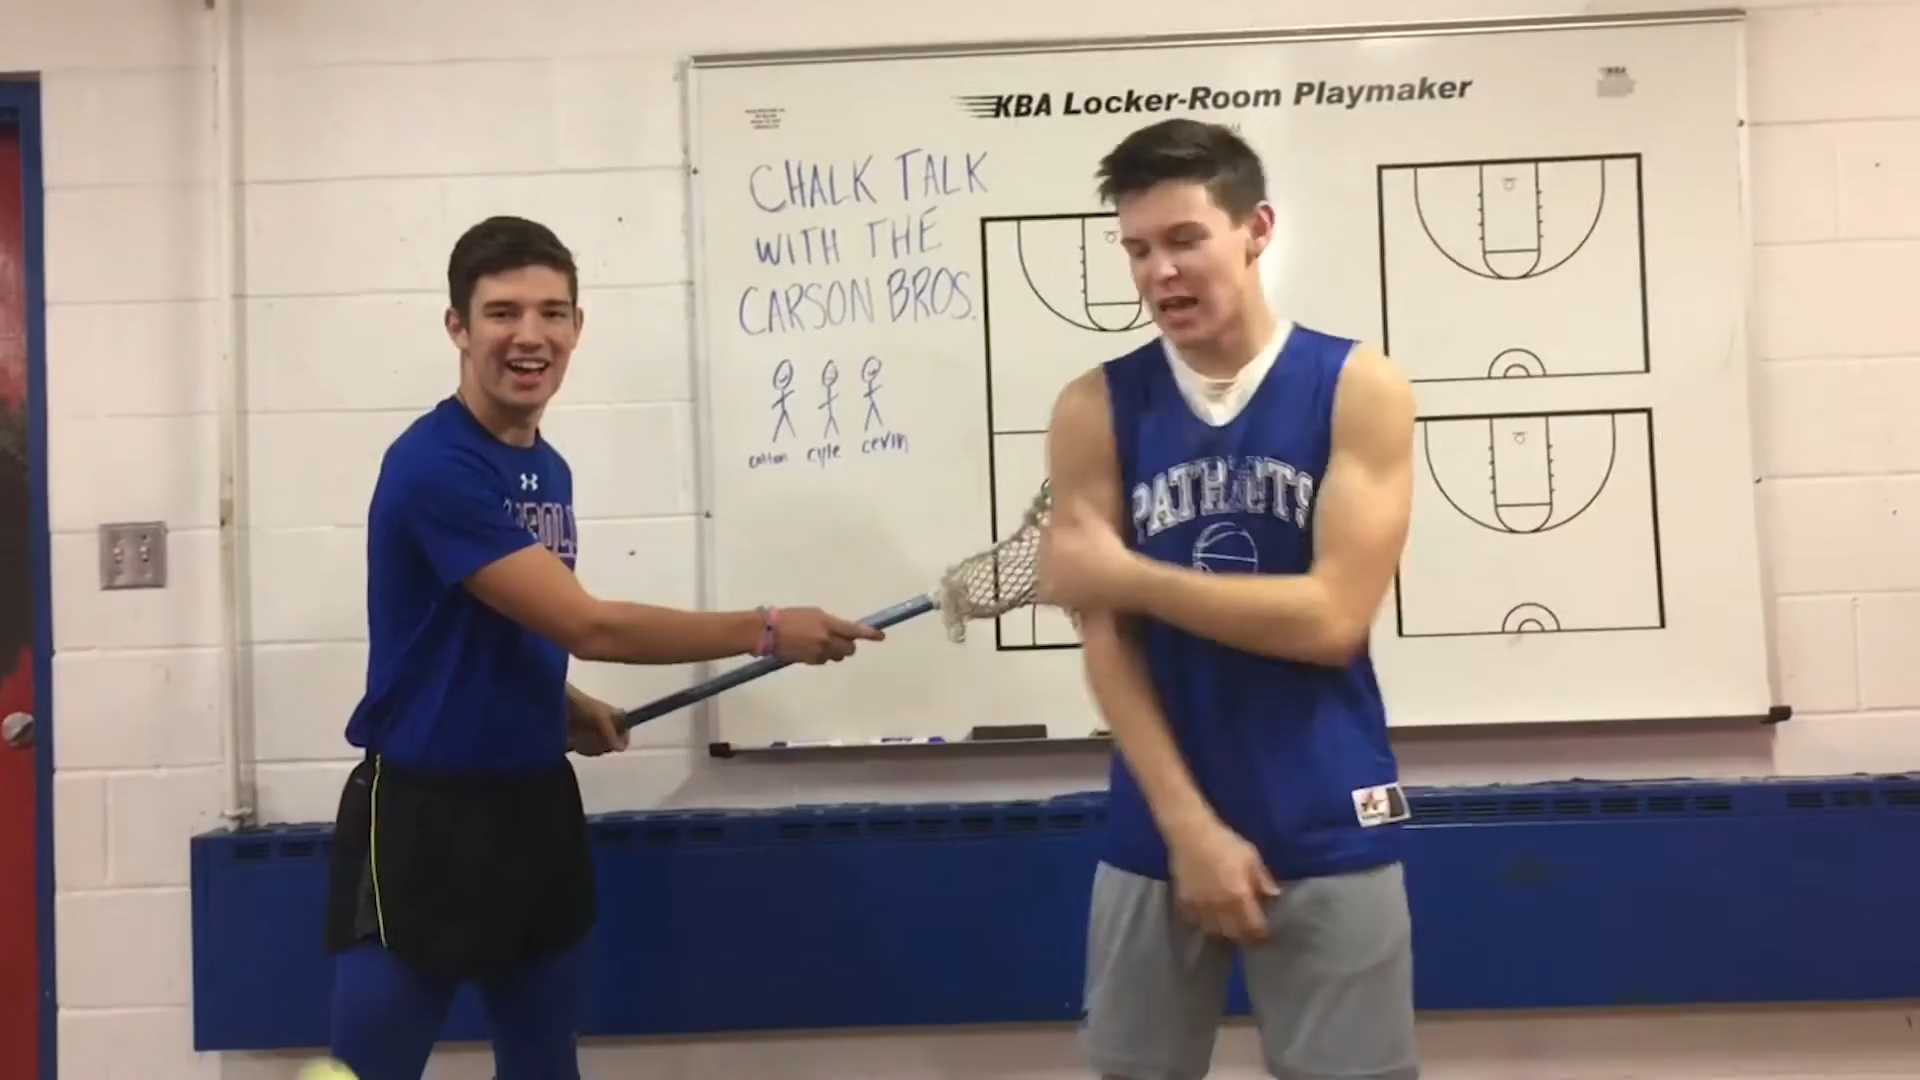 KBA Locker-Room Playmaker
CHALK TALK
WITH THE
CARSON BROS.
colton cyle cevin
PATRIOTS